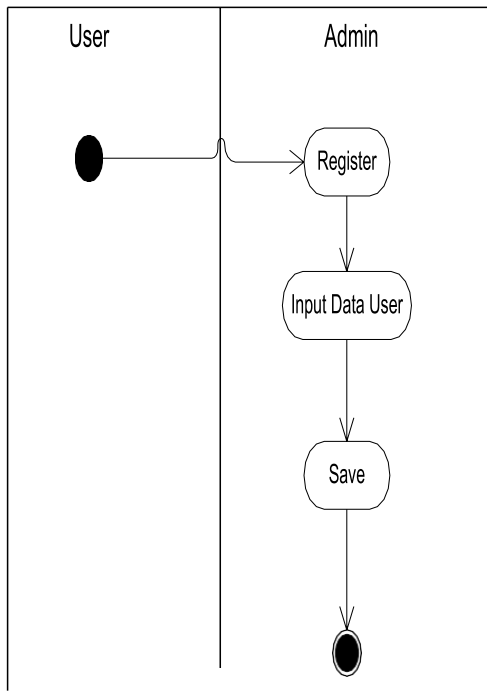 User
Admin
Register
Input Data User
Save